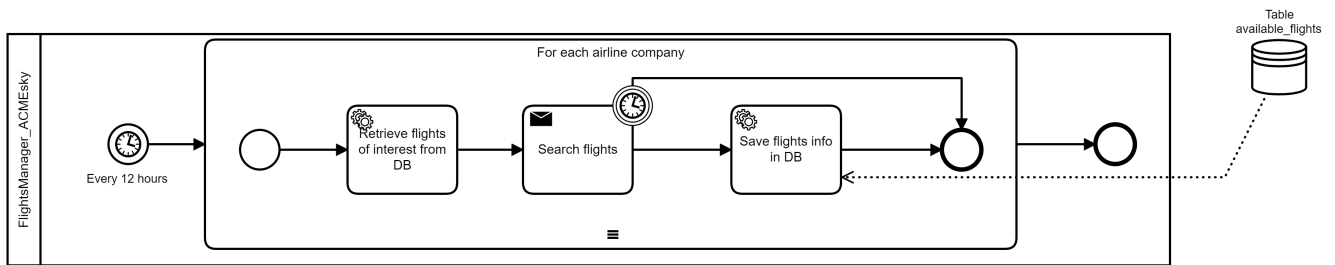 Table
available_flights
For each airline company
FlightsManager_ACMEsky
Every 12 hours
Retrieve flights
of interest from
DB
Search flights
Save flights info
in DB